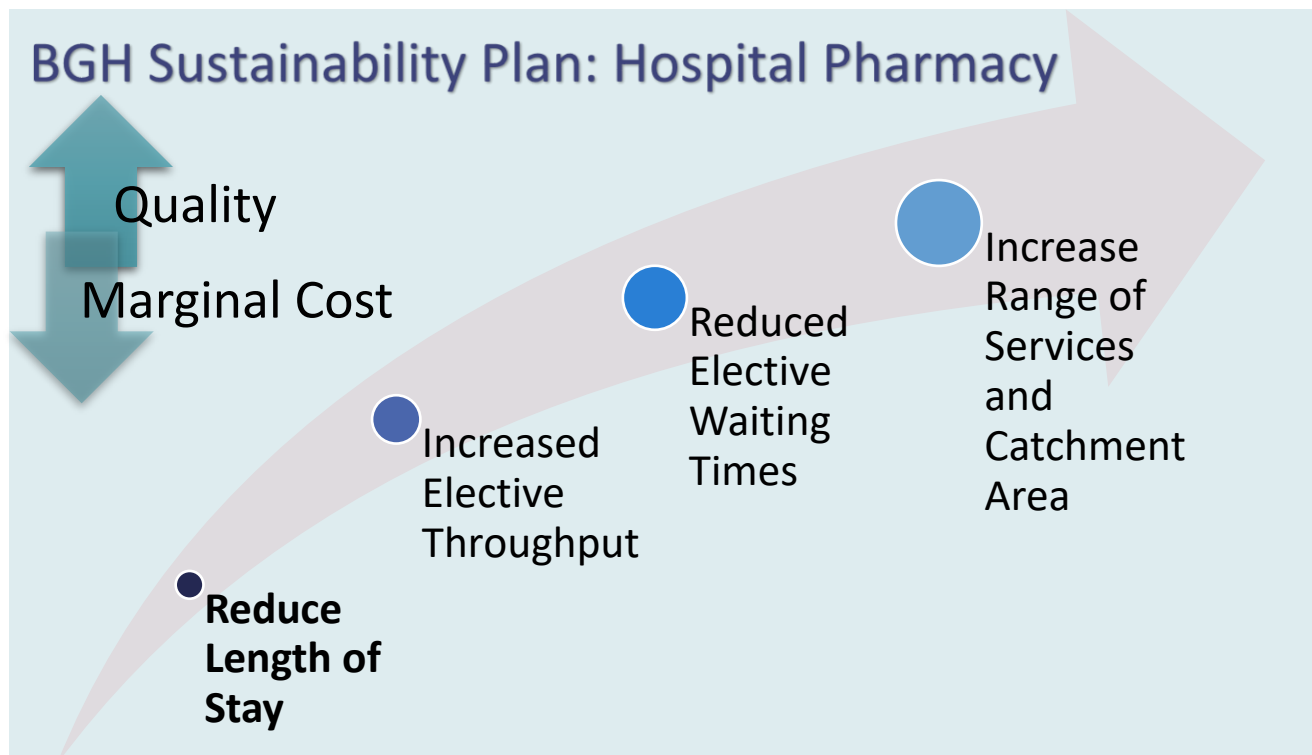 BGH Sustainability Plan: Hospital Pharmacy
Quality
Marginal Cost
Reduce
Length of
Stay
Increased
Elective
Throughput
Reduced
Elective
Waiting
Times
Increase
Range of
Services
and
Catchment
Area